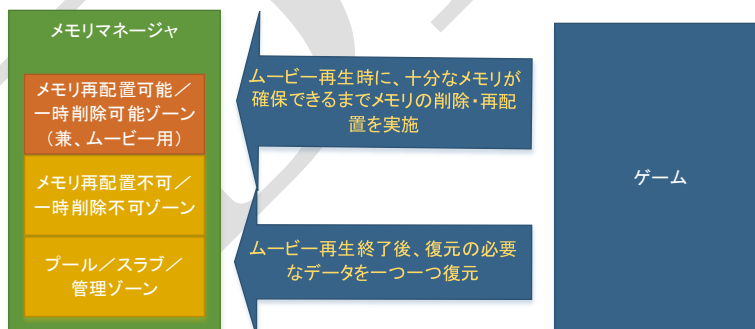 メモリマネージャ
メモリ再配置可能／
一時削除可能ゾーン
（兼、ムービー用）
メモリ再配置不可／
一時削除不可ゾーン
プール／スラブ／
管理ゾーン
ムービー再生時に、十分なメモリが
確保できるまでメモリの削除・再配
置を実施
ムービー再生終了後、復元の必要
なデータを一つ一つ復元
ゲーム